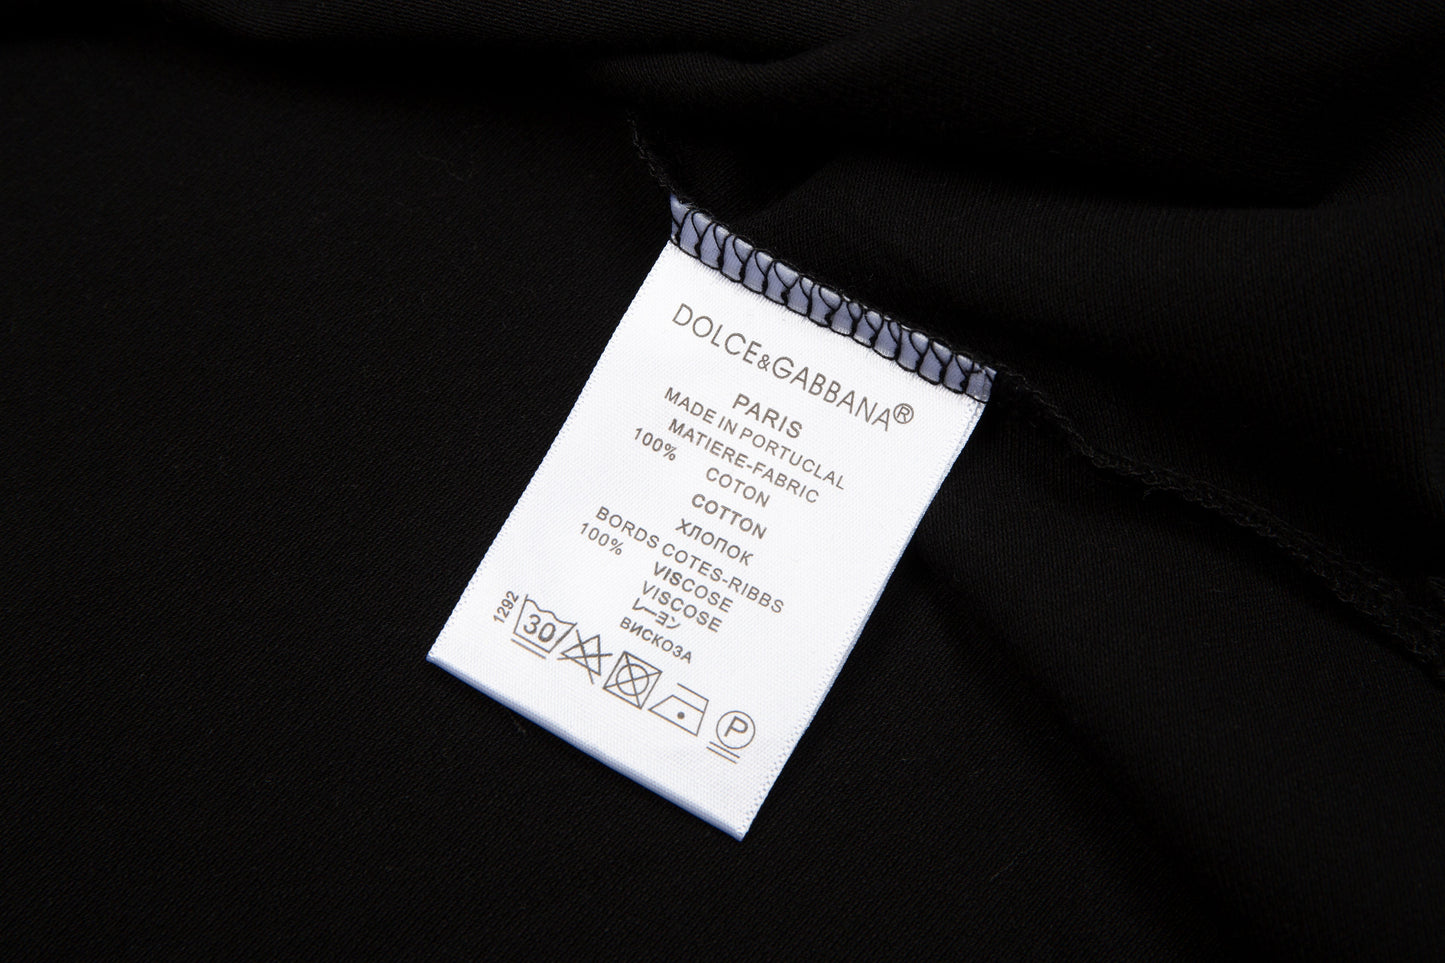 DOLCE&GABBANA®
PARIS
MADE IN PORTUCLAL
MATIERE-FABRIC
100%
COTON
COTTON
ХЛОПОК
BORDS COTES-RIBBS
100%
VISCOSE
VISCOSE
レーヨン
ВИСКОЗА
1292
30
P